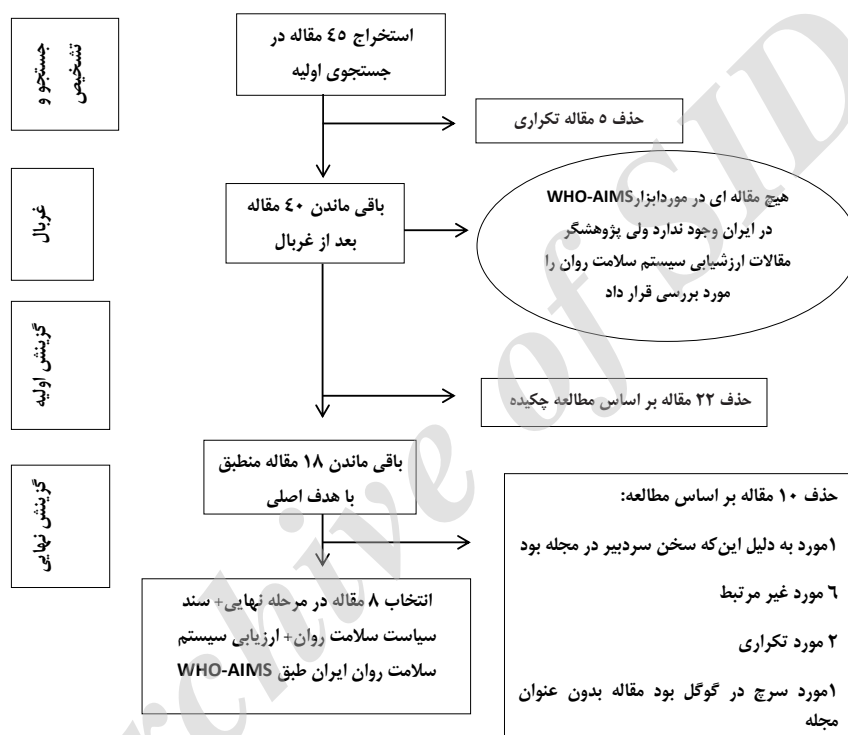 جستجو و
تشخیص
استخراج ٤٥ مقاله در
جستجوی اولیه
حذف ٥ مقاله تکراری
غربال
باقی ماندن ٤٠ مقاله
بعد از غربال
هیچ مقاله ای در موردابزارWHO-AIMS
در ایران وجود ندارد ولی پژوهشگر
مقالات ارزشیابی سیستم سلامت روان را
مورد بررسی قرار داد
گزینش اولیه
حذف ٢٢ مقاله بر اساس مطالعه چکیده
باقی ماندن ١٨ مقاله منطبق
با هدف اصلی
گزینش نهایی
حذف ١٠ مقاله بر اساس مطالعه:
١مورد به دلیل این‌که سخن سردبیر در مجله بود
٦ مورد غیر مرتبط
٢ مورد تکراری
١مورد سرچ در گوگل بود مقاله بدون عنوان
مجله
انتخاب ٨ مقاله در مرحله نهایی+ سند
سیاست سلامت روان+ ارزیابی سیستم
سلامت روان ایران طبق WHO-AIMS
rchive of SID